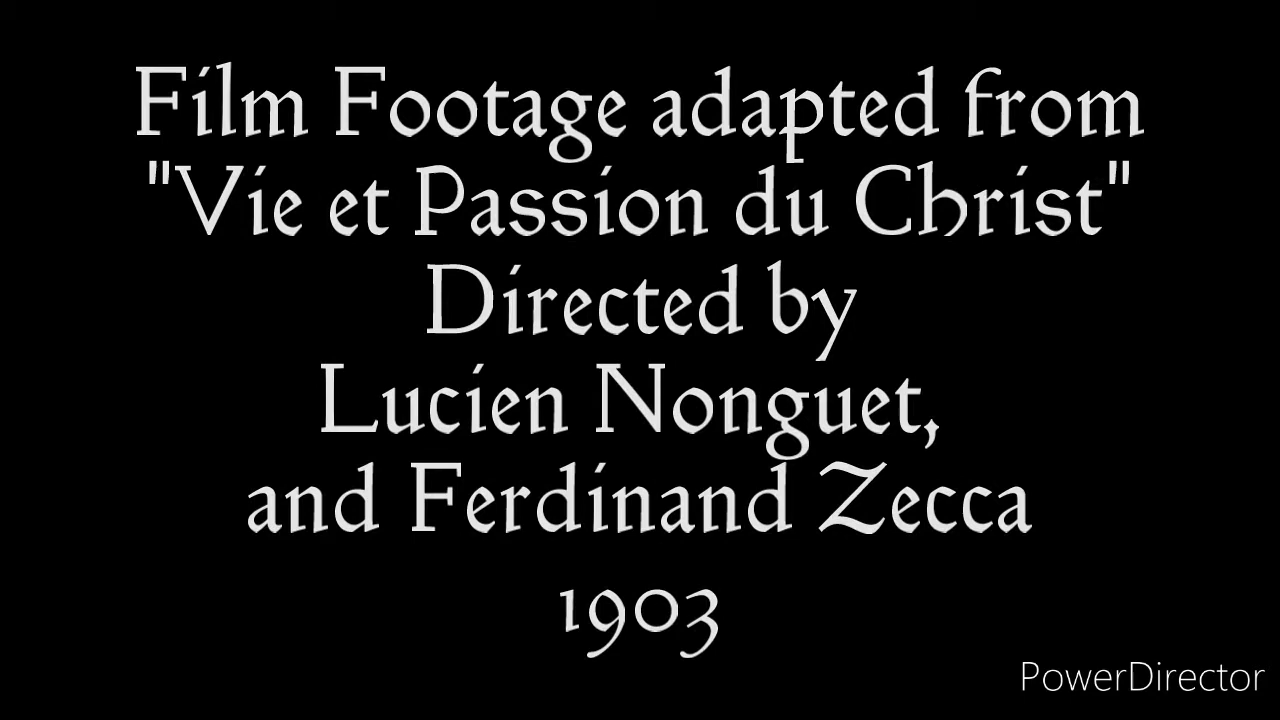 Film Footage adapted from
"Vie et Passion du Christ"
Directed by
Lucien Nonguet,
and Ferdinand Zecca
1903
PowerDirector